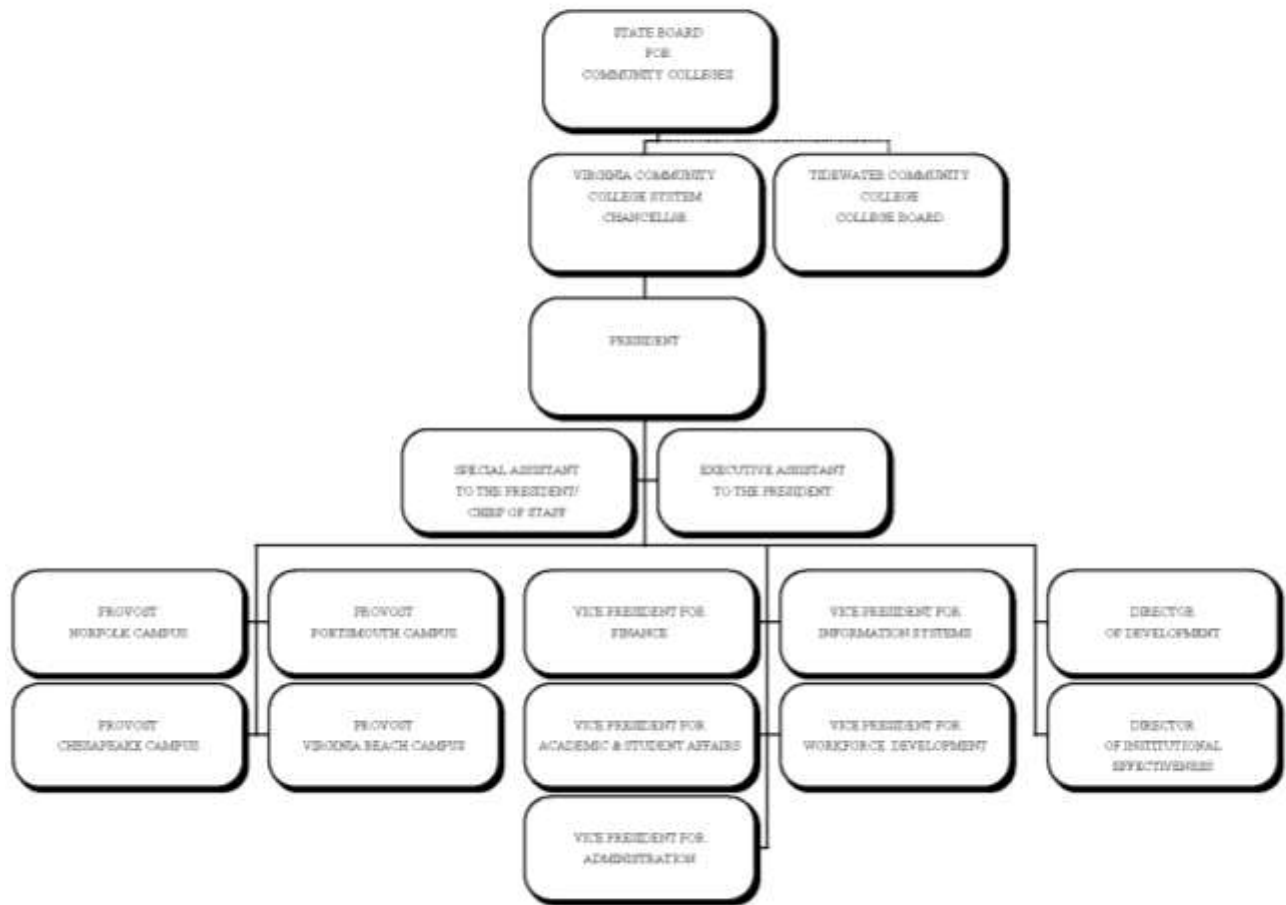 STATE BOARD
FOR
COMMUNITY COLLEGES
VIRGINIA COMMUNITY
COLLEGE SYSTEM
CHANCELLOR
TIDEWATER COMMUNITY
COLLEGE
COLLEGE BOARD
PRESIDENT
SPECIAL ASSISTANT
TO THE PRESIDENT/
CHIEF OF STAFF
EXECUTIVE ASSISTANT
TO THE PRESIDENT
PROVOST
NORFOLK CAMPUS
PROVOST
PORTSMOUTH CAMPUS
VICE PRESIDENT FOR
FINANCE
VICE PRESIDENT FOR
INFORMATION SYSTEMS
DIRECTOR
OF DEVELOPMENT
PROVOST
CHESAPEAKE CAMPUS
PROVOST
VIRGINIA BEACH CAMPUS
VICE PRESIDENT FOR
ACADEMIC & STUDENT AFFAIRS
VICE PRESIDENT FOR
WORKFORCE DEVELOPMENT
DIRECTOR
OF INSTITUTIONAL
EFFECTIVENESS
VICE PRESIDENT FOR
ADMINISTRATION